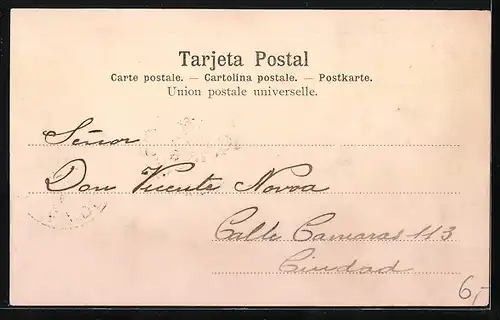 Tarjeta Postal
Carte postale. — Cartolina postale. — Postkarte.
Union postale universelle.
Señor
Don Vicente Novoa
Calle Camaras 113
Ciudad
6,-